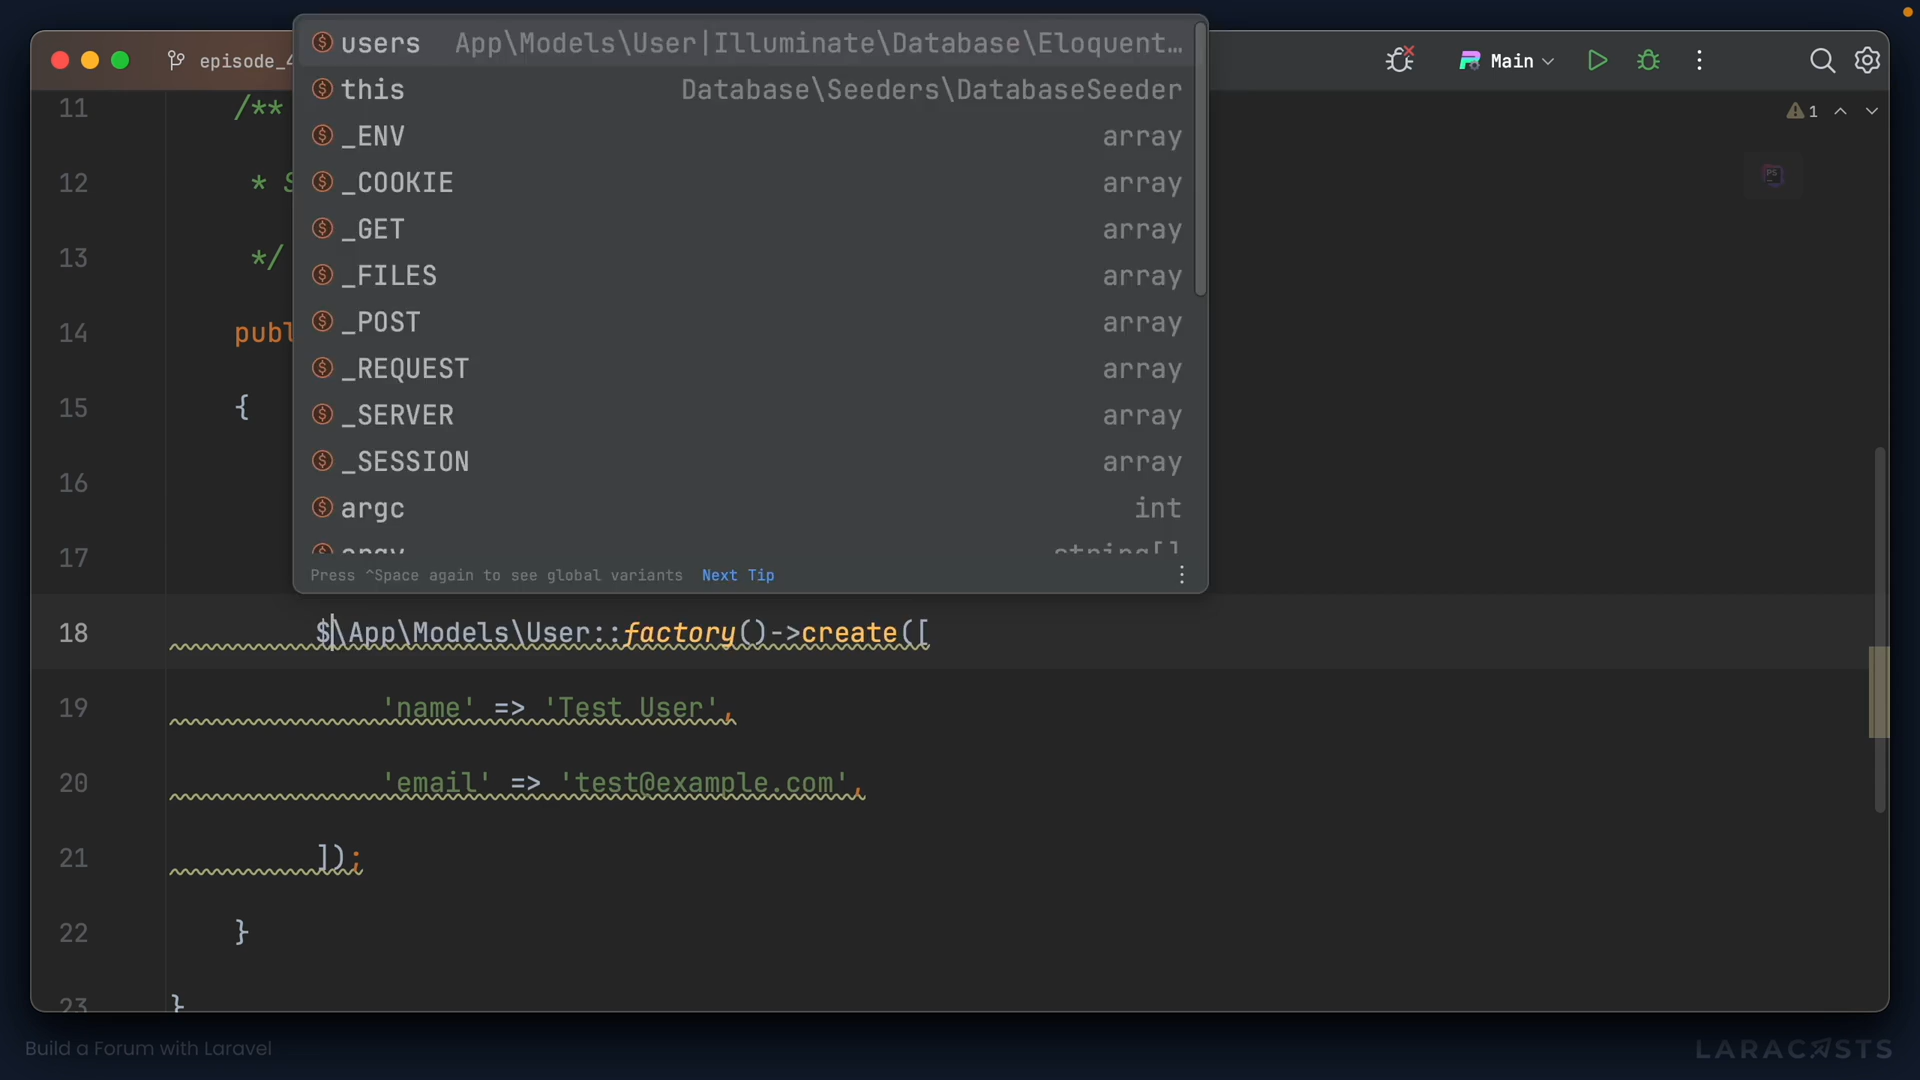 users App\Models\User|Illuminate\Database\Eloquent…
this Database\Seeders\DatabaseSeeder
_ENV array
_COOKIE array
_GET array
_FILES array
_POST array
_REQUEST array
_SERVER array
_SESSION array
argc int
argv string[]
Press ^Space again to see global variants Next Tip
episode_4
Main
1
11 /**
12 * S
13 */
14 publ
15 {
16
17
18 $\App\Models\User::factory()->create([
19 'name' => 'Test User',
20 'email' => 'test@example.com',
21 ]);
22 }
23 }
PS
Build a Forum with Laravel
LARACASTS